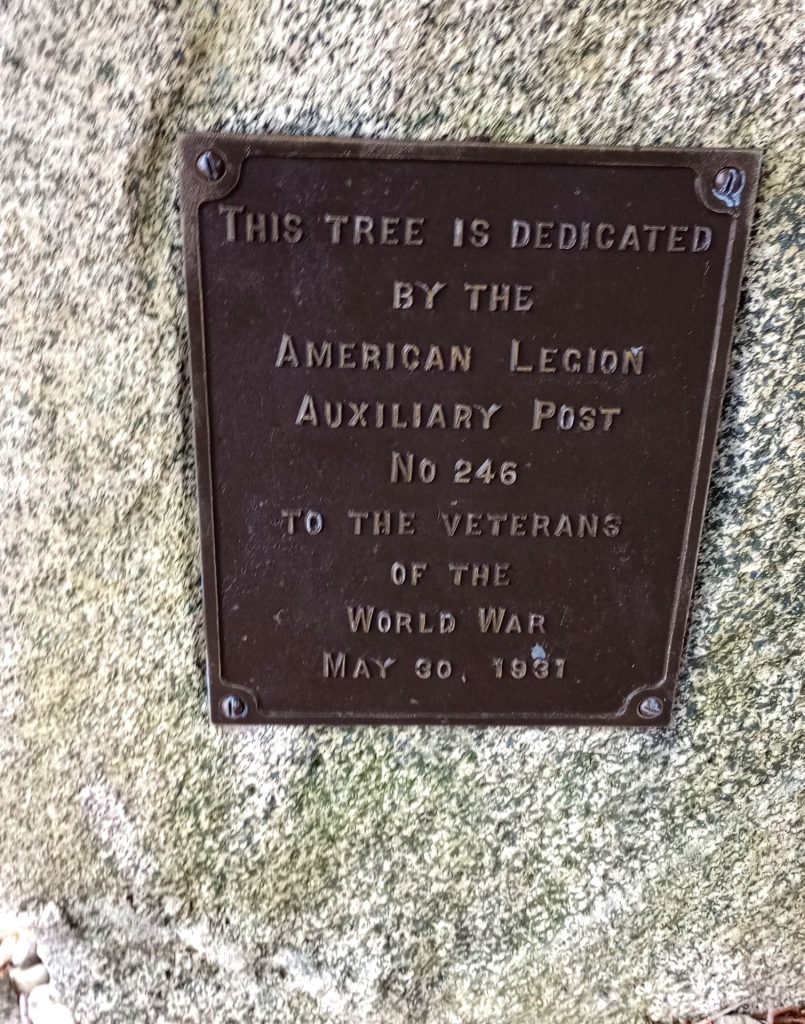 THIS TREE IS DEDICATED
BY THE
AMERICAN LEGION
AUXILIARY POST
NO 246
TO THE VETERANS
OF THE
WORLD WAR
MAY 30, 1931